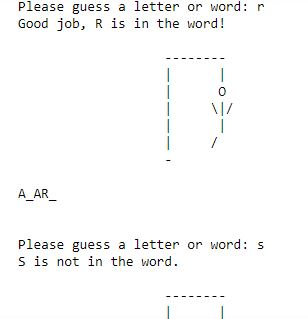 Please guess a letter or word: r
Good job, R is in the word!
--------
|      |
|      O
|     \|/
|      |
|     /
-
A_AR_
Please guess a letter or word: s
S is not in the word.
--------
|      |